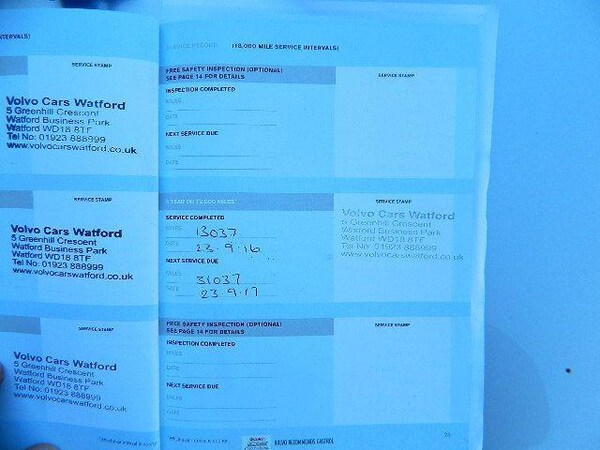 TERVALS)
SERVICE STAMP
Volvo Cars Watford
5 Greenhill Crescent
Watford Business Park
Watford WD18 8TF
Tel No: 01923 888999
www.volvocarswatford.co.uk
SERVICE STAMP
Volvo Cars Watford
5 Greenhill Crescent
Watford Business Park
Watford WD18 8TF
Tel No: 01923 888999
www.volvocarswatford.co.uk
SERVICE STAMP
Volvo Cars Watford
5 Greenhill Crescent
Watford Business Park
Watford WD18 8TF
Tel No: 01923 888999
www.volvocarswatford.co.uk
SERVICE RECORD (18,000 MILE SERVICE INTERVALS)
FREE SAFETY INSPECTION (OPTIONAL)
SEE PAGE 14 FOR DETAILS
SERVICE STAMP
INSPECTION COMPLETED
MILES
DATE
NEXT SERVICE DUE
MILES
DATE
SERVICE STAMP
SERVICE COMPLETED
MILES 13037
DATE 23.9.16
NEXT SERVICE DUE
MILES 31037
DATE 23.9.17
Volvo Cars Watford
5 Greenhill Crescent
Watford Business Park
Watford WD18 8TF
Tel No: 01923 888999
www.volvocarswatford.co.uk
FREE SAFETY INSPECTION (OPTIONAL)
SEE PAGE 14 FOR DETAILS
SERVICE STAMP
INSPECTION COMPLETED
MILES
DATE
NEXT SERVICE DUE
MILES
DATE
VOLVO RECOMMENDS CASTROL